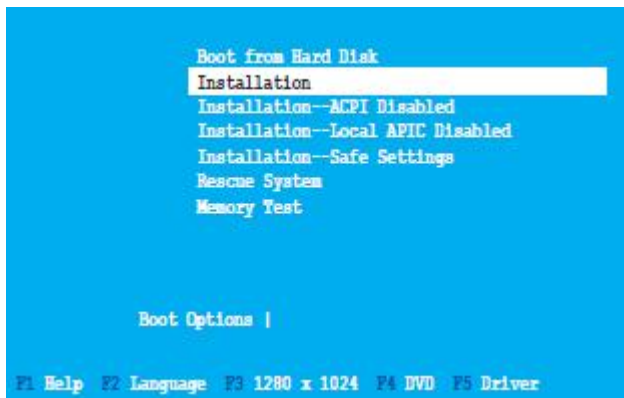 Boot from Hard Disk
Installation
Installation--ACPI Disabled
Installation--Local APIC Disabled
Installation--Safe Settings
Rescue System
Memory Test
Boot Options |
F1 Help F2 Language F3 1280 x 1024 F4 DVD F5 Driver